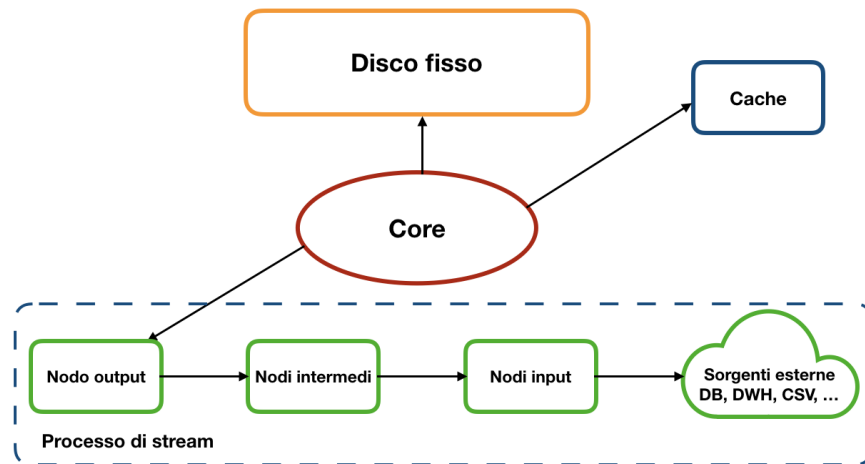 Disco fisso
Cache
Core
Nodo output
Nodi intermedi
Nodi input
Sorgenti esterne
DB, DWH, CSV, ...
Processo di stream